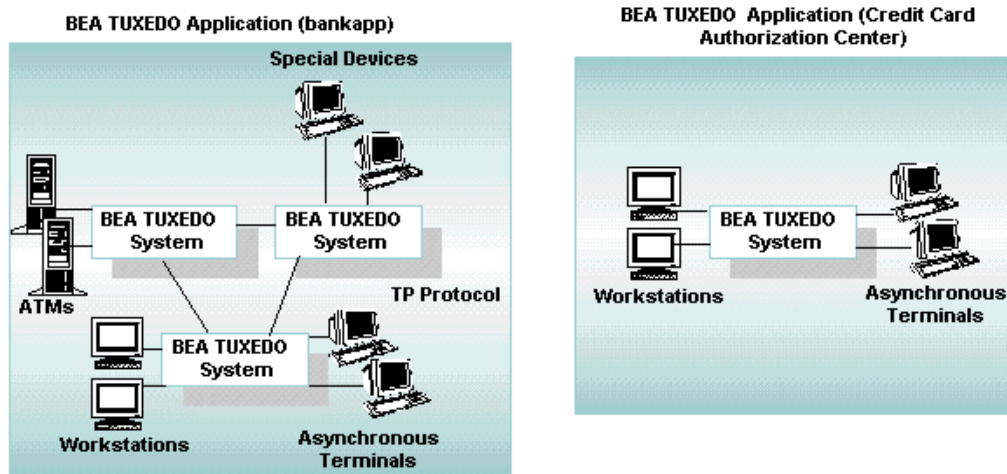 BEA TUXEDO Application (bankapp)
Special Devices
BEA TUXEDO
System
BEA TUXEDO
System
ATMs
TP Protocol
BEA TUXEDO
System
Workstations
Asynchronous
Terminals
BEA TUXEDO Application (Credit Card
Authorization Center)
BEA TUXEDO
System
Workstations
Asynchronous
Terminals